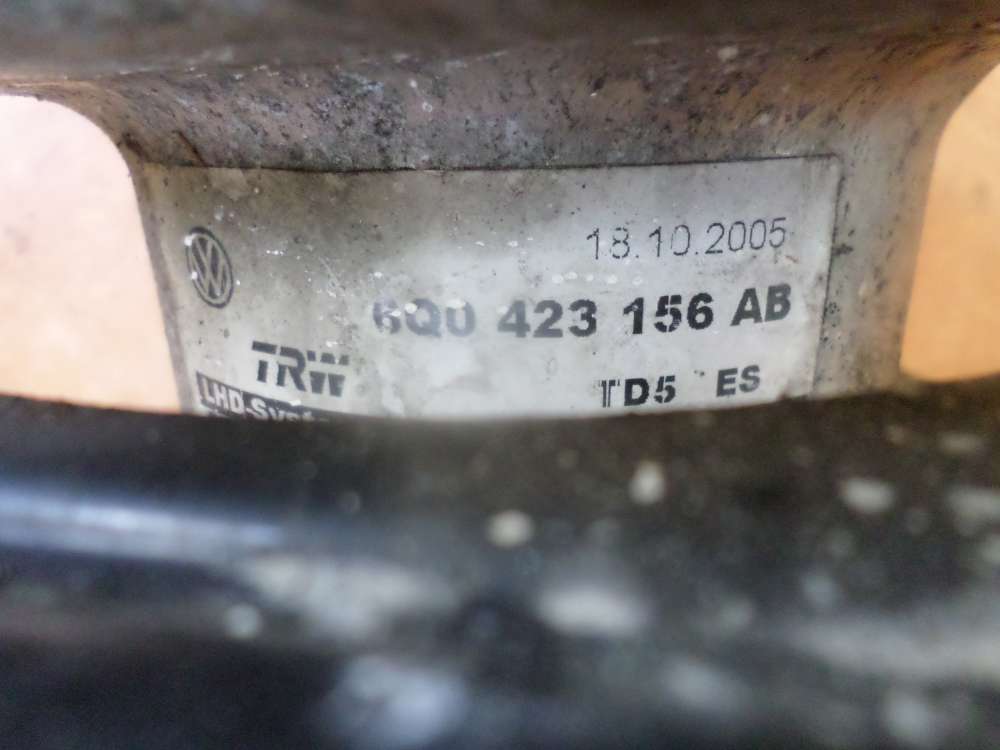 18.10.2005
6Q0 423 156 AB
TRW
TD5 ES